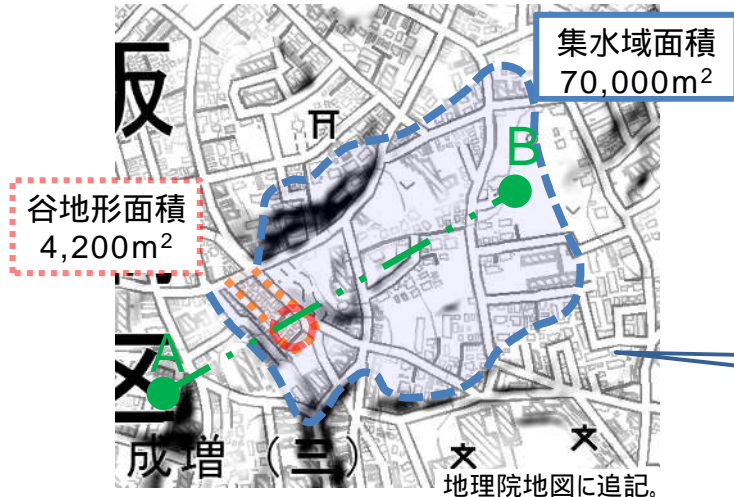 集水域面積
70,000m²
谷地形面積
4,200m²
B
A
成増(三)
地理院地図に追記。